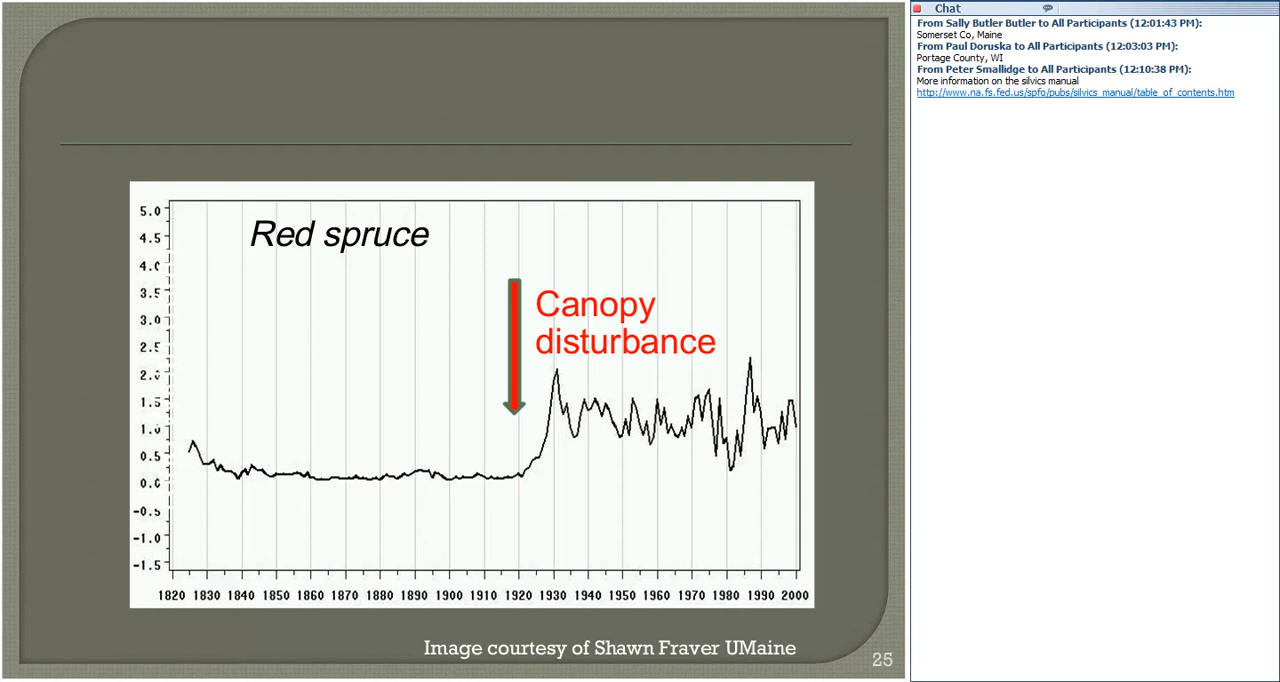 Red spruce
Canopy
disturbance
5.0
4.5
4.0
3.5
3.0
2.5
2.0
1.5
1.0
0.5
0.0
-0.5
-1.0
-1.5
1820 1830 1840 1850 1860 1870 1880 1890 1900 1910 1920 1930 1940 1950 1960 1970 1980 1990 2000
Image courtesy of Shawn Fraver UMaine
25
Chat
From Sally Butler Butler to All Participants (12:01:43 PM):
Somerset Co, Maine
From Paul Doruska to All Participants (12:03:03 PM):
Portage County, WI
From Peter Smallidge to All Participants (12:10:38 PM):
More information on the silvics manual
http://www.na.fs.fed.us/spfo/pubs/silvics_manual/table_of_contents.htm